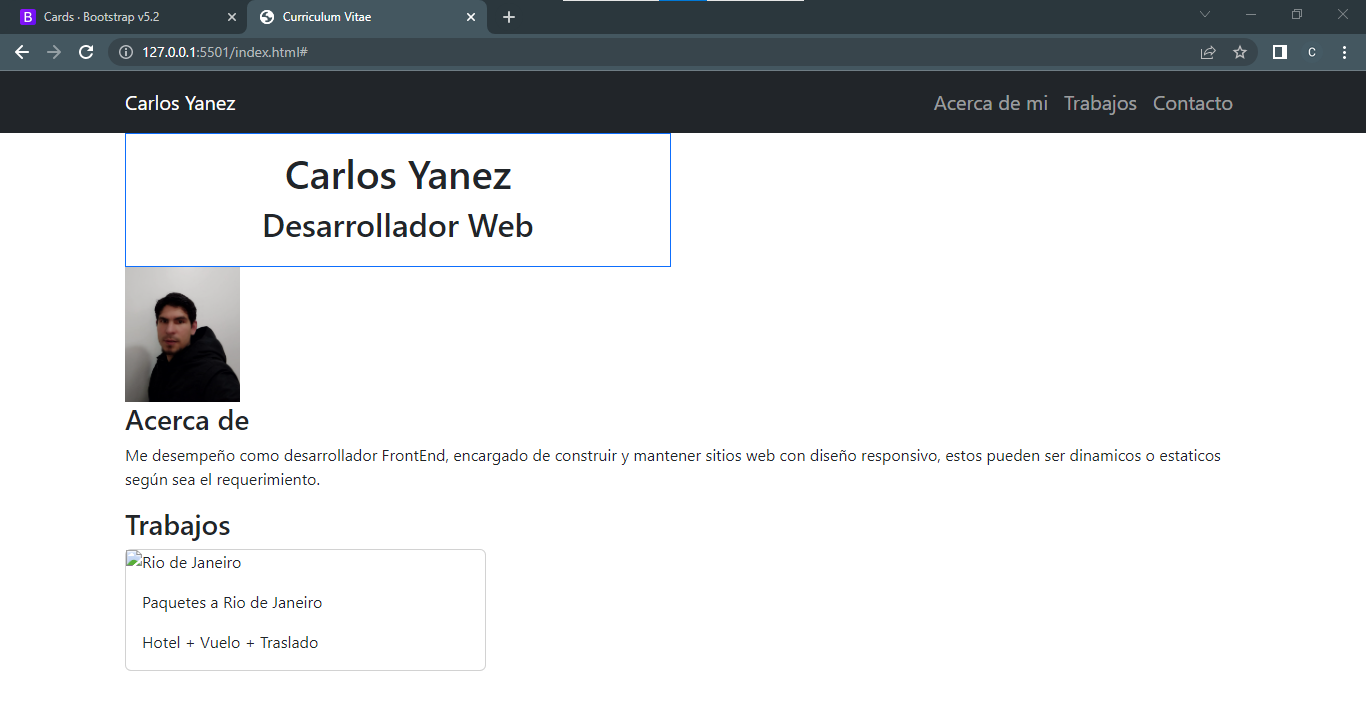 Cards · Bootstrap v5.2
Curriculum Vitae
127.0.0.1:5501/index.html#
C
Carlos Yanez
Acerca de mi Trabajos Contacto
Carlos Yanez
Desarrollador Web
Acerca de
Me desempeño como desarrollador FrontEnd, encargado de construir y mantener sitios web con diseño responsivo, estos pueden ser dinamicos o estaticos
según sea el requerimiento.
Trabajos
Rio de Janeiro
Paquetes a Rio de Janeiro
Hotel + Vuelo + Traslado